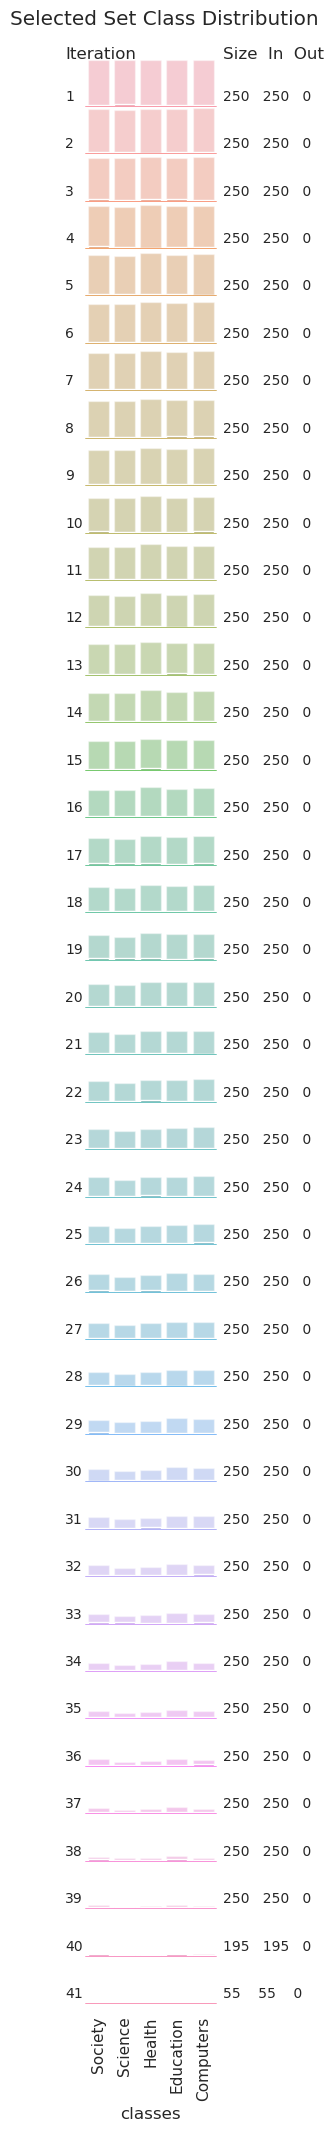 Selected Set Class Distribution
Iteration Size In Out
1 250 250 0
2 250 250 0
3 250 250 0
4 250 250 0
5 250 250 0
6 250 250 0
7 250 250 0
8 250 250 0
9 250 250 0
10 250 250 0
11 250 250 0
12 250 250 0
13 250 250 0
14 250 250 0
15 250 250 0
16 250 250 0
17 250 250 0
18 250 250 0
19 250 250 0
20 250 250 0
21 250 250 0
22 250 250 0
23 250 250 0
24 250 250 0
25 250 250 0
26 250 250 0
27 250 250 0
28 250 250 0
29 250 250 0
30 250 250 0
31 250 250 0
32 250 250 0
33 250 250 0
34 250 250 0
35 250 250 0
36 250 250 0
37 250 250 0
38 250 250 0
39 250 250 0
40 195 195 0
41 55 55 0
Society
Science
Health
Education
Computers
classes